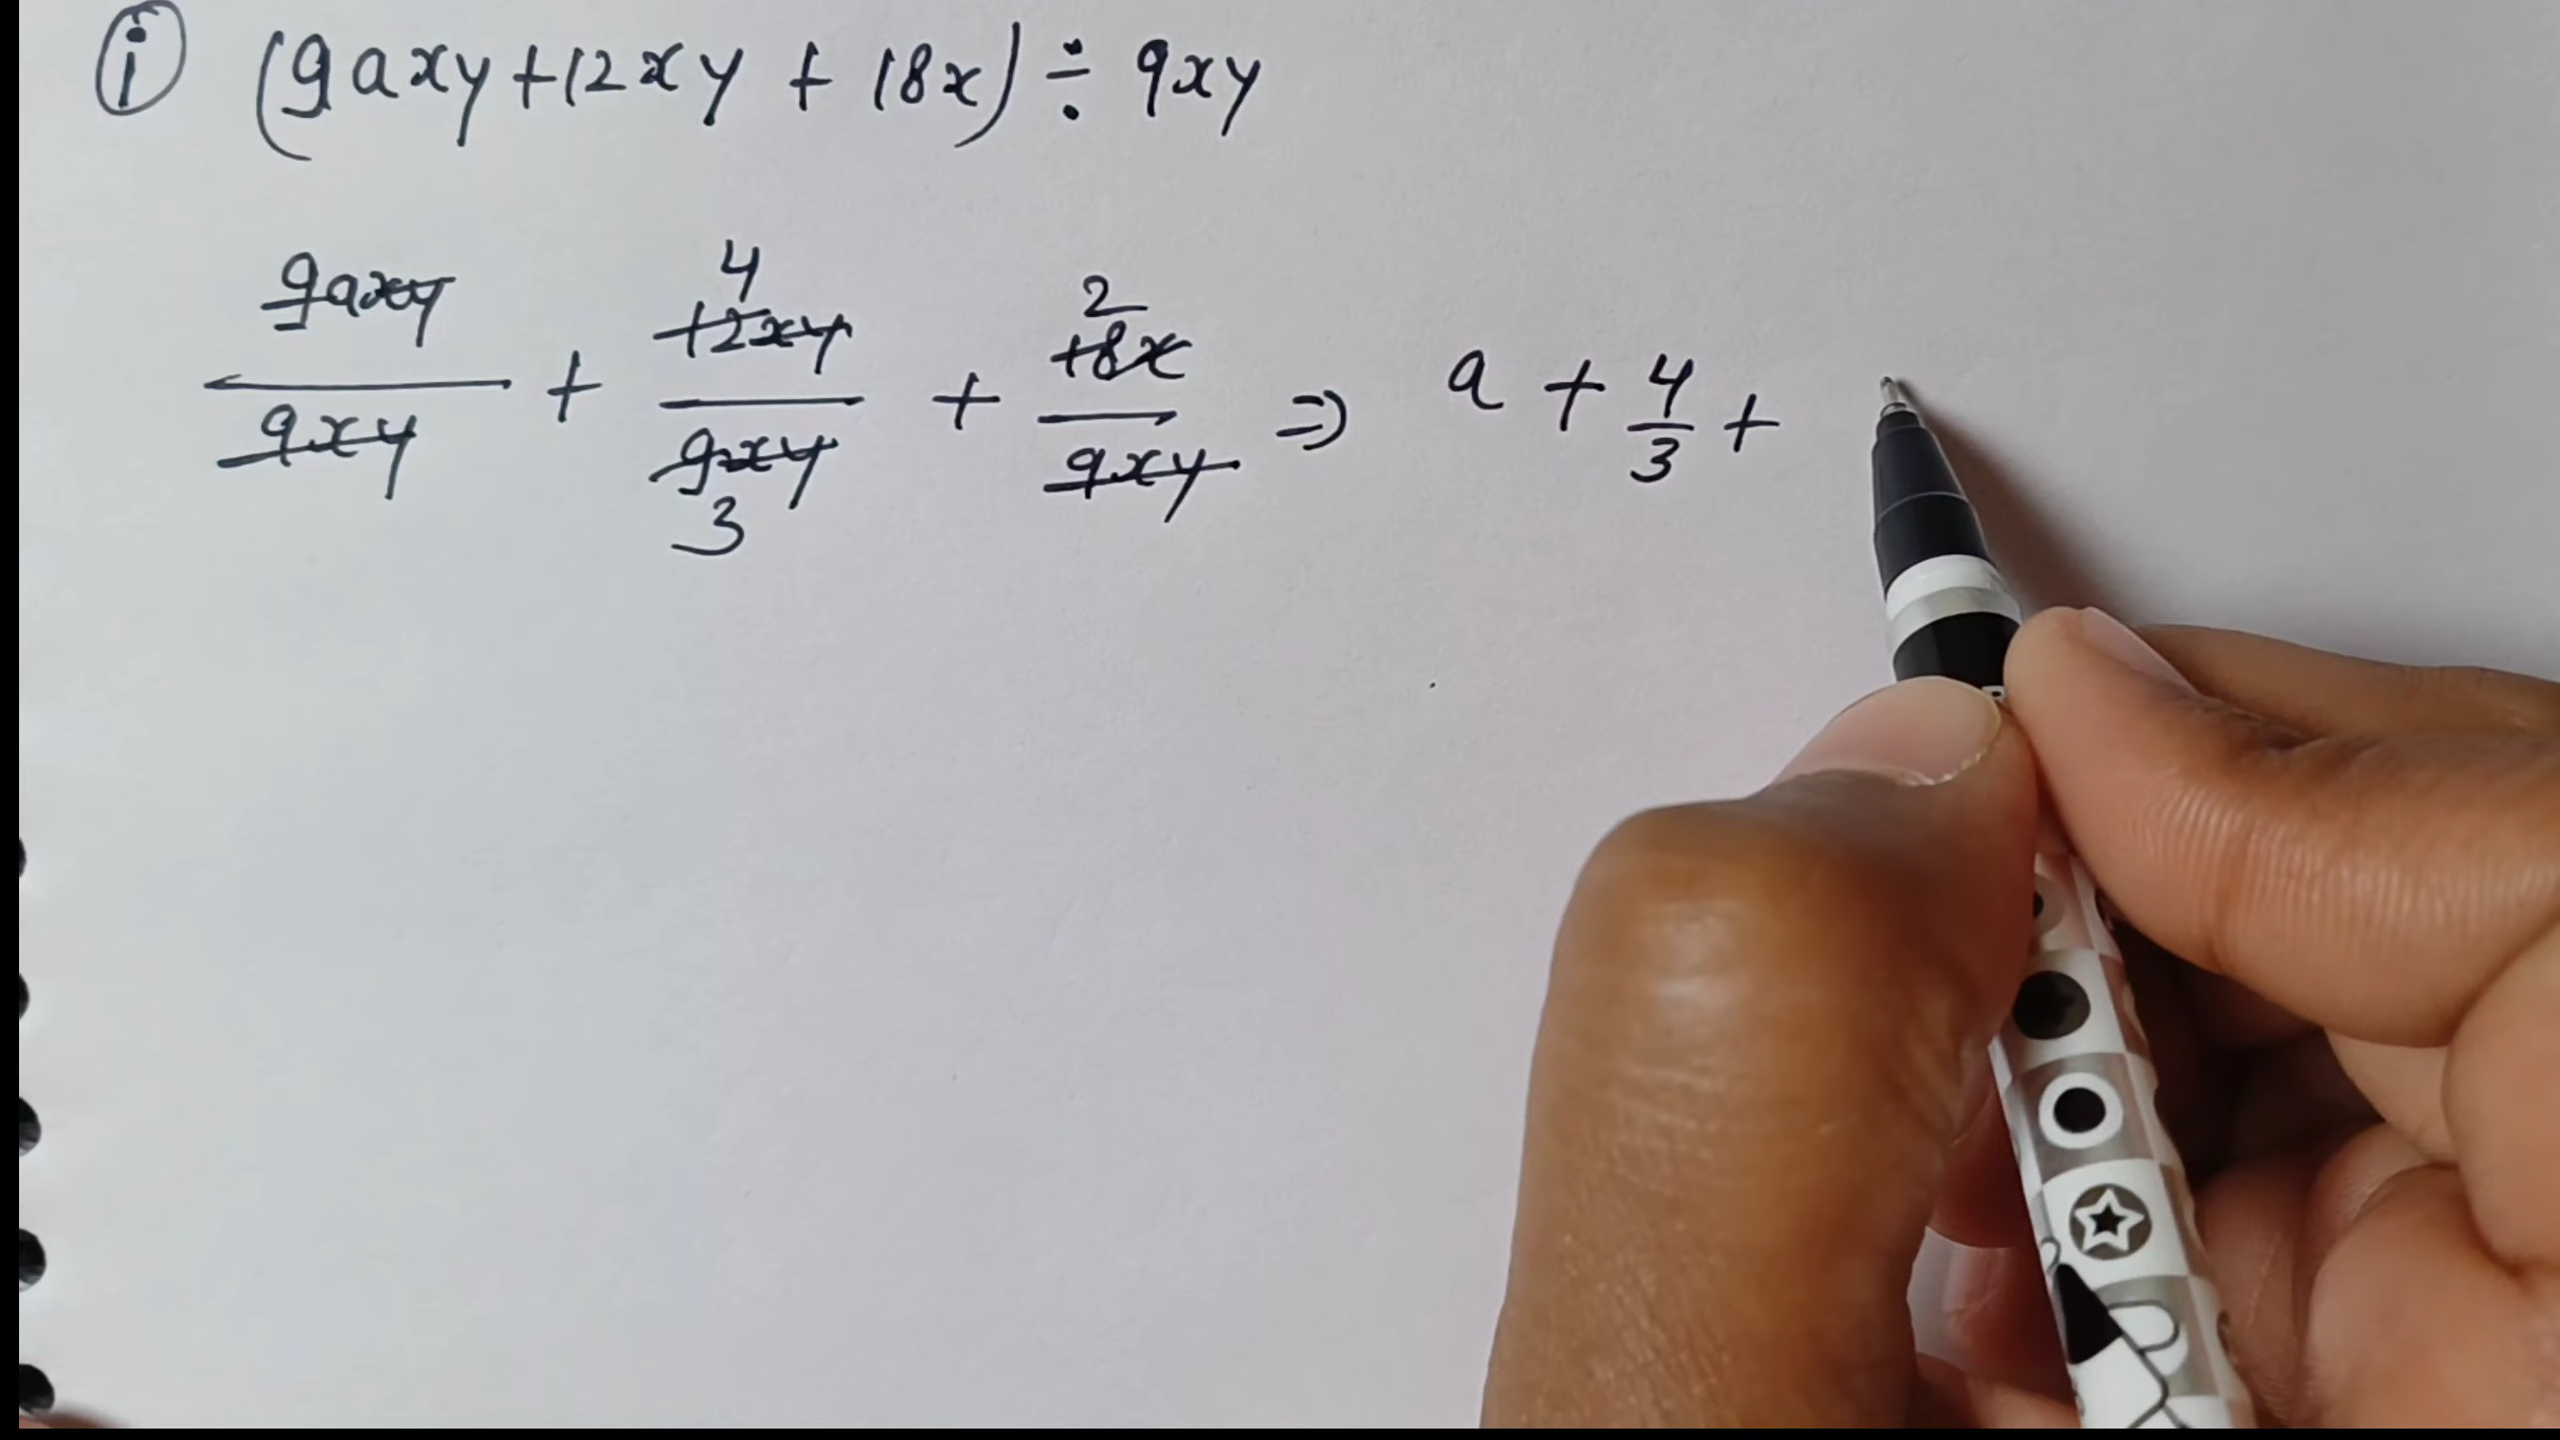 i (9axy+12xy + 18x) ÷ 9xy
9axy/9xy + 4 12xy/9xy 3 + 2 18x/9xy ⇒ a + 4/3 +